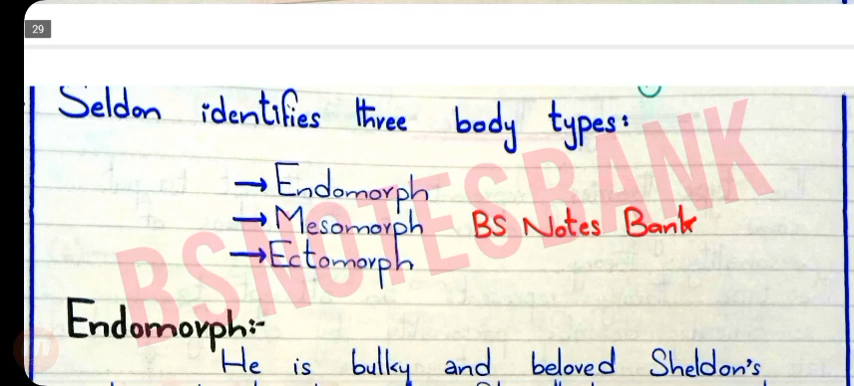 29
Seldon identifies three body types:
→ Endomorph
→ Mesomorph BS Notes Bank
→ Ectomorph
BSNOTESBANK
Endomorph:-
He is bulky and beloved Sheldon's